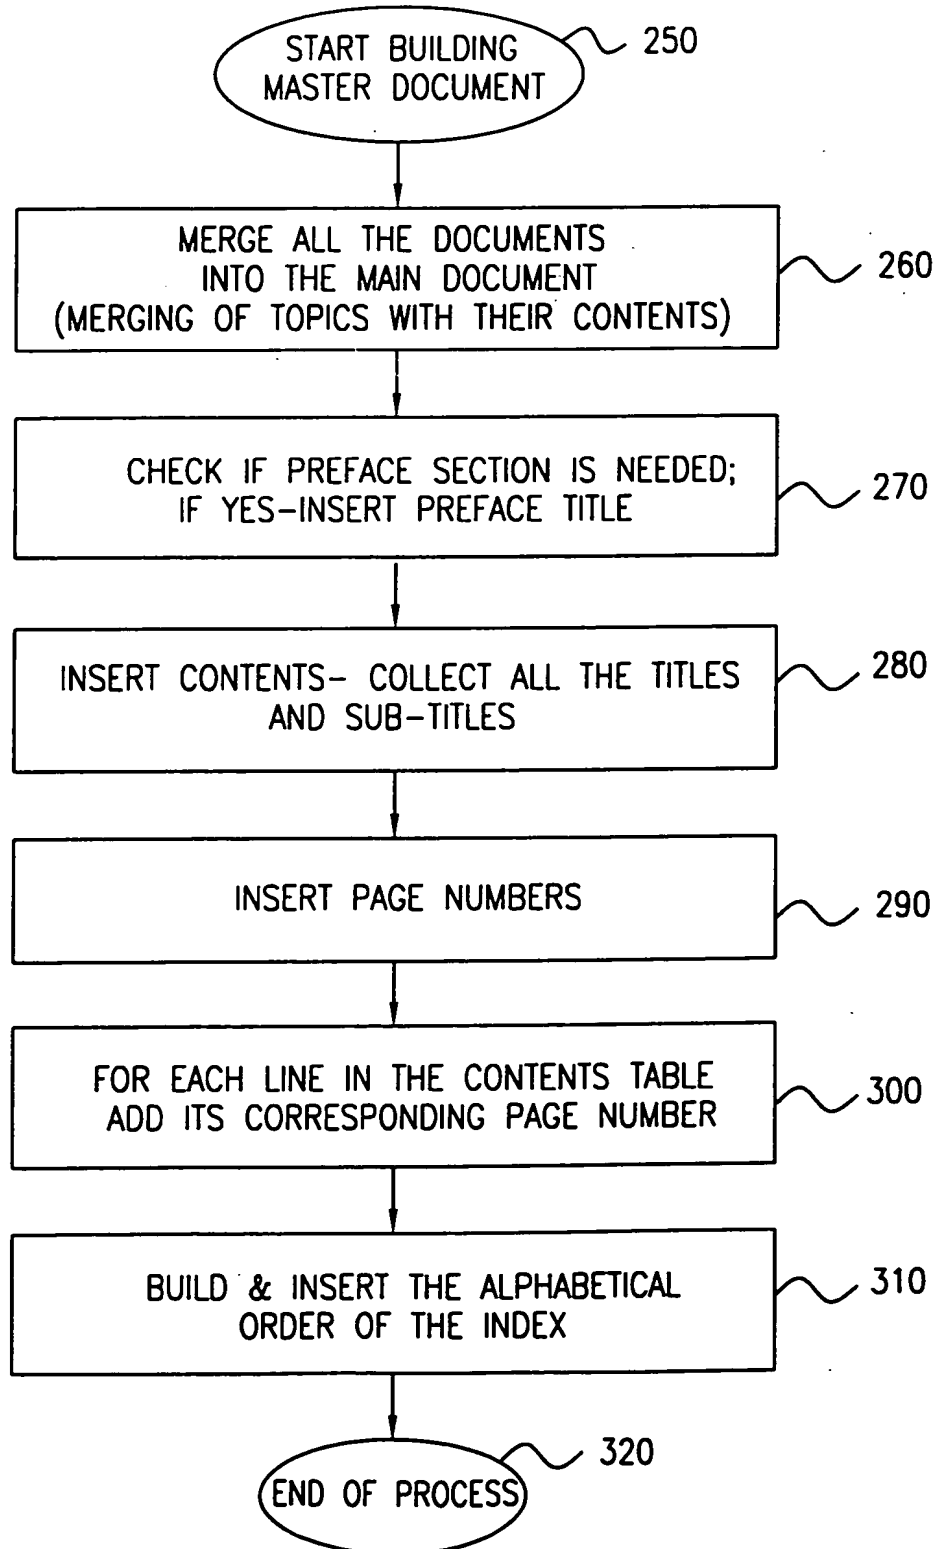 START BUILDING
MASTER DOCUMENT
250
MERGE ALL THE DOCUMENTS
INTO THE MAIN DOCUMENT
(MERGING OF TOPICS WITH THEIR CONTENTS)
260
CHECK IF PREFACE SECTION IS NEEDED;
IF YES-INSERT PREFACE TITLE
270
INSERT CONTENTS- COLLECT ALL THE TITLES
AND SUB-TITLES
280
INSERT PAGE NUMBERS
290
FOR EACH LINE IN THE CONTENTS TABLE
ADD ITS CORRESPONDING PAGE NUMBER
300
BUILD & INSERT THE ALPHABETICAL
ORDER OF THE INDEX
310
END OF PROCESS
320